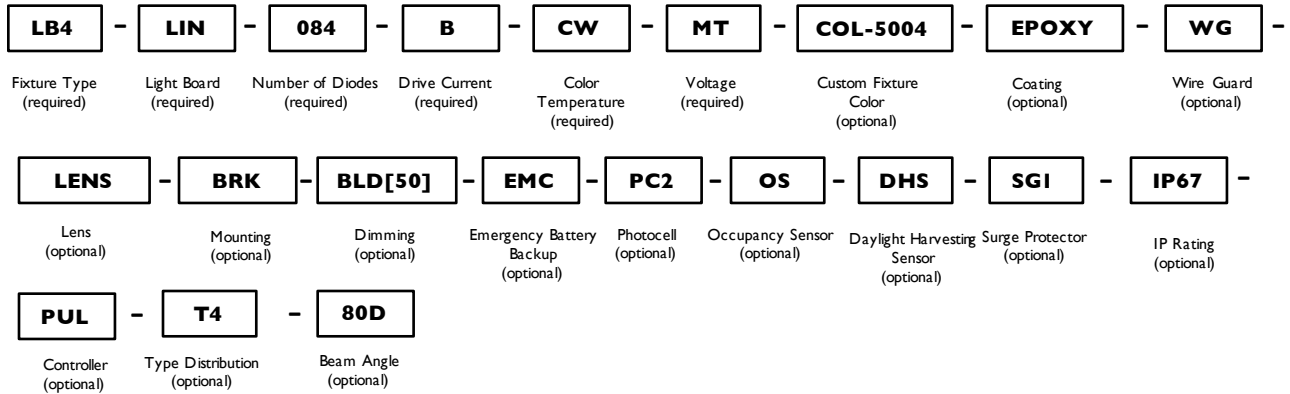 LB4 - LIN - 084 - B - CW - MT - COL-5004 - EPOXY - WG -
Fixture Type Light Board Number of Diodes Drive Current Color Voltage Custom Fixture Coating Wire Guard
(required) (required) (required) (required) Temperature (required) Color (optional) (optional)
(required) (optional)
LENS - BRK - BLD[50] - EMC - PC2 - OS - DHS - SG1 - IP67 -
Lens Mounting Dimming Emergency Battery Photocell Occupancy Sensor Daylight Harvesting Surge Protector IP Rating
(optional) (optional) (optional) Backup (optional) (optional) Sensor (optional) (optional)
(optional) (optional)
PUL - T4 - 80D
Controller Type Distribution Beam Angle
(optional) (optional) (optional)